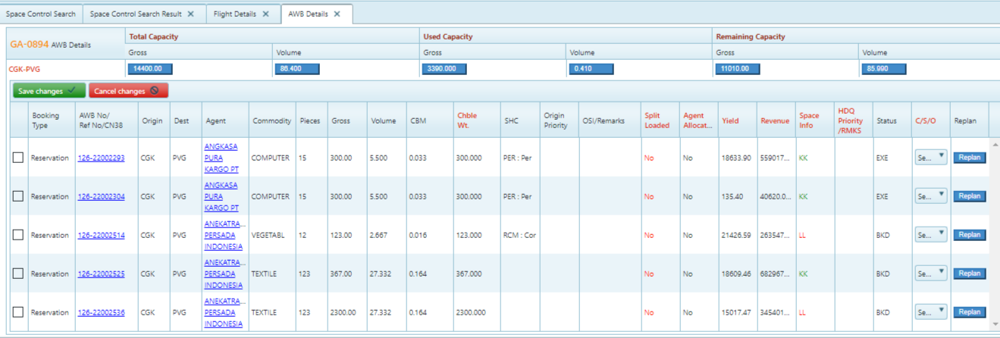 Space Control Search Space Control Search Result Flight Details AWB Details
GA-0894 AWB Details Total Capacity Used Capacity Remaining Capacity
Gross Volume Gross Volume Gross Volume
CGK-PVG 14400.00 86.400 3390.000 0.410 11010.00 85.990
Save changes Cancel changes
Booking Type AWB No/ Ref No/CN38 Origin Dest Agent Commodity Pieces Gross Volume CBM Chble Wt. SHC Origin Priority OSI/Remarks Split Loaded Agent Allocat... Yield Revenue Space Info HDQ Priority /RMKS Status C/S/O Replan
Reservation 126-22002293 CGK PVG ANGKASA PURA KARGO PT COMPUTER 15 300.00 5.500 0.033 300.000 PER : Per No No 18633.90 559017... KK EXE Se... Replan
Reservation 126-22002304 CGK PVG ANGKASA PURA KARGO PT COMPUTER 15 300.00 5.500 0.033 300.000 PER : Per No No 135.40 40620.0... KK EXE Se... Replan
Reservation 126-22002514 CGK PVG ANEKATRA... PERSADA INDONESIA VEGETABL 12 123.00 2.667 0.016 123.000 RCM : Cor No No 21426.59 263547... LL BKD Se... Replan
Reservation 126-22002525 CGK PVG ANEKATRA... PERSADA INDONESIA TEXTILE 123 367.00 27.332 0.164 367.000 No No 18609.46 682967... KK BKD Se... Replan
Reservation 126-22002536 CGK PVG ANEKATRA... PERSADA INDONESIA TEXTILE 123 2300.00 27.332 0.164 2300.000 No No 15017.47 345401... LL BKD Se... Replan